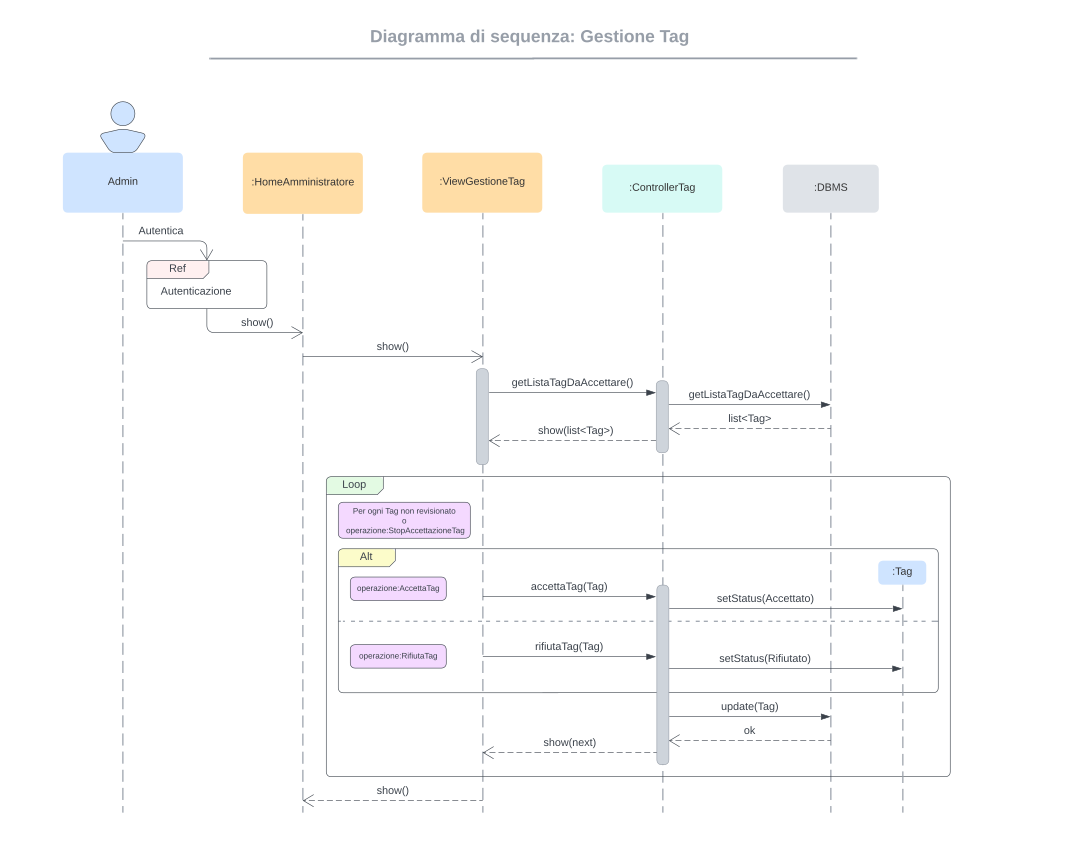 Diagramma di sequenza: Gestione Tag
Admin
:HomeAmministratore
:ViewGestioneTag
:ControllerTag
:DBMS
Autentica
Ref
Autenticazione
show()
show()
getListaTagDaAccettare()
getListaTagDaAccettare()
list<Tag>
show(list<Tag>)
Loop
Per ogni Tag non revisionato
o
operazione:StopAccettazioneTag
Alt
:Tag
operazione:AccettaTag
accettaTag(Tag)
setStatus(Accettato)
operazione:RifiutaTag
rifiutaTag(Tag)
setStatus(Rifiutato)
update(Tag)
ok
show(next)
show()